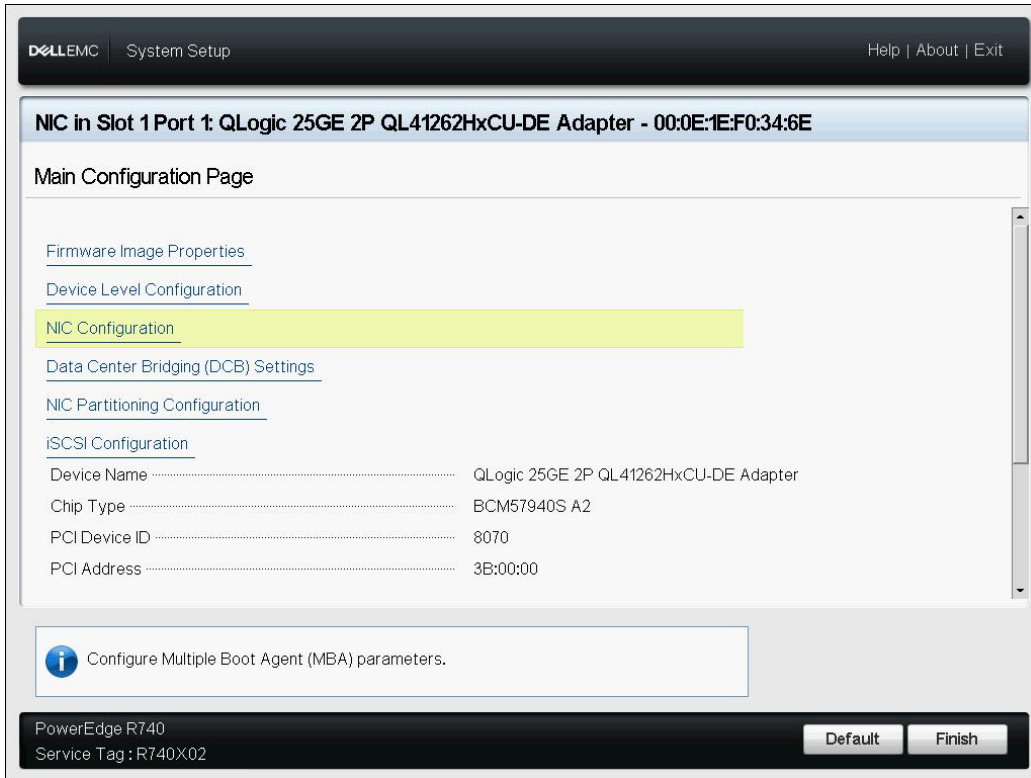 DELLEMC System Setup Help | About | Exit
NIC in Slot 1 Port 1: QLogic 25GE 2P QL41262HxCU-DE Adapter - 00:0E:1E:F0:34:6E
Main Configuration Page
Firmware Image Properties
Device Level Configuration
NIC Configuration
Data Center Bridging (DCB) Settings
NIC Partitioning Configuration
iSCSI Configuration
Device Name QLogic 25GE 2P QL41262HxCU-DE Adapter
Chip Type BCM57940S A2
PCI Device ID 8070
PCI Address 3B:00:00
Configure Multiple Boot Agent (MBA) parameters.
PowerEdge R740
Service Tag : R740X02
Default Finish